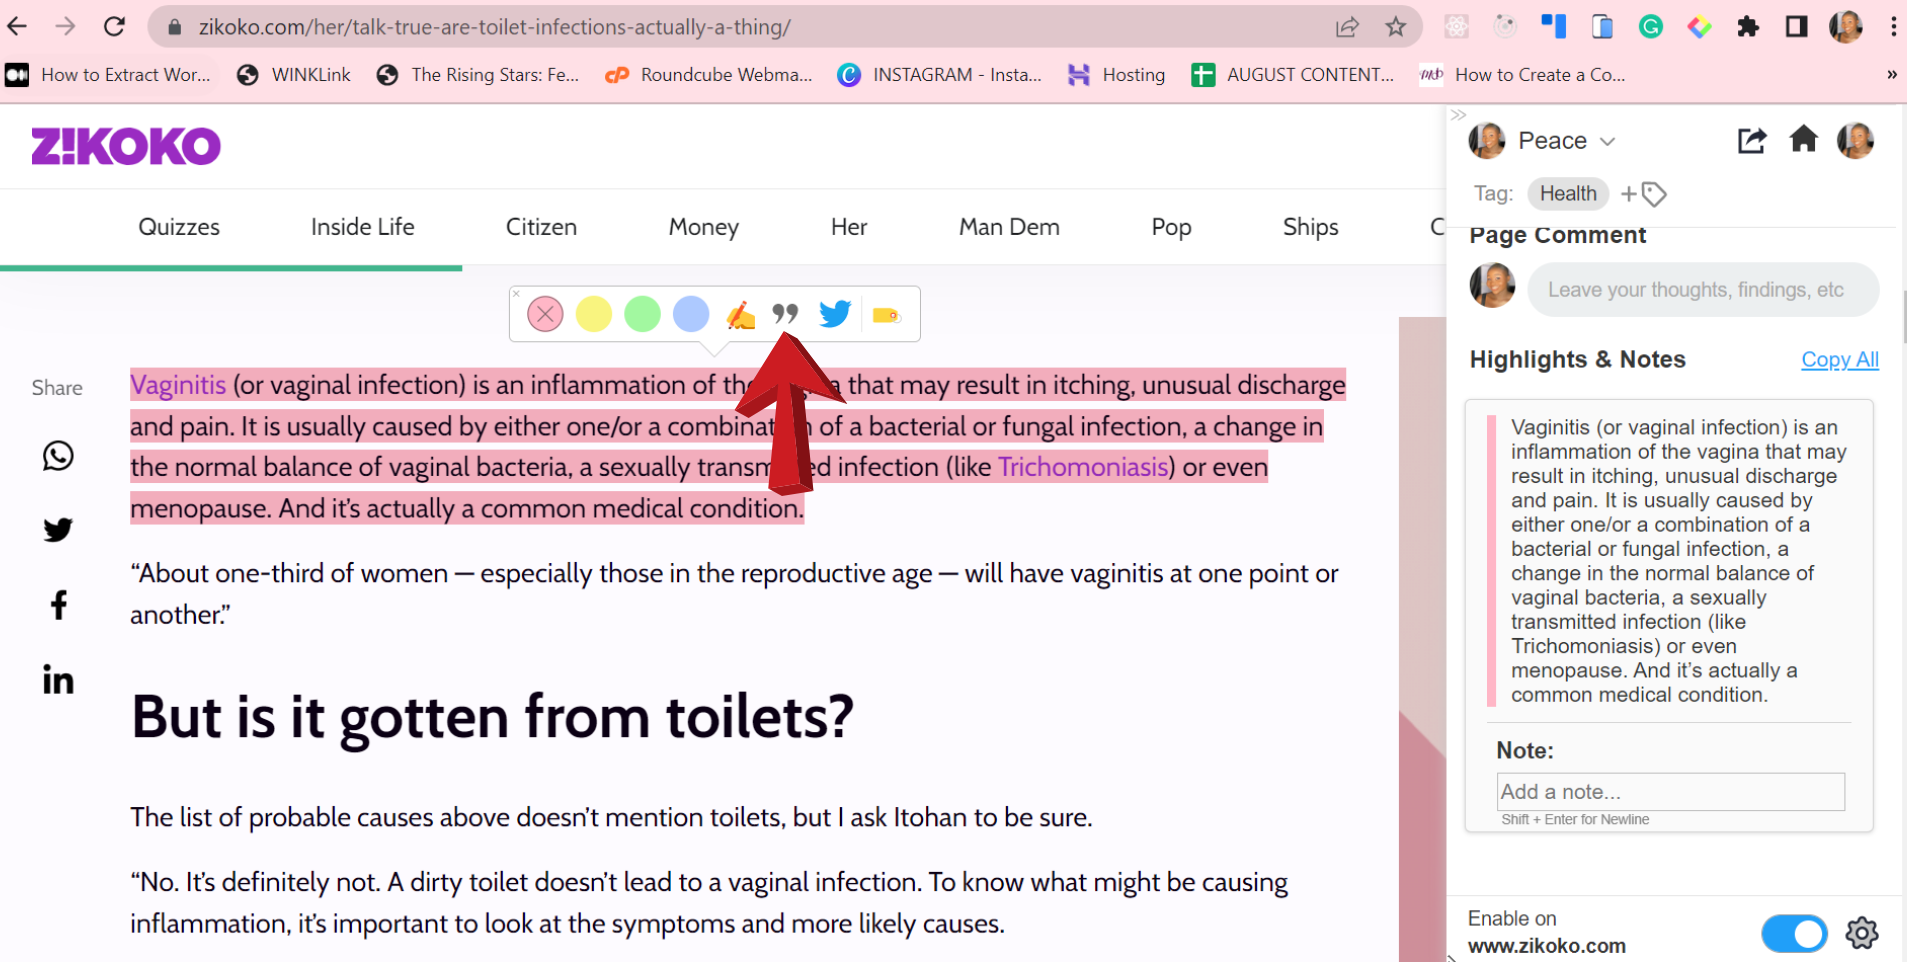 zikoko.com/her/talk-true-are-toilet-infections-actually-a-thing/
How to Extract Wor...
WINKLink
The Rising Stars: Fe...
Roundcube Webma...
INSTAGRAM - Insta...
Hosting
AUGUST CONTENT...
How to Create a Co...
»
Z!KOKO
Quizzes
Inside Life
Citizen
Money
Her
Man Dem
Pop
Ships
C
Share
Vaginitis (or vaginal infection) is an inflammation of the that may result in itching, unusual discharge
and pain. It is usually caused by either one/or a combination of a bacterial or fungal infection, a change in
the normal balance of vaginal bacteria, a sexually transmitted infection (like Trichomoniasis) or even
menopause. And it’s actually a common medical condition.
“About one-third of women — especially those in the reproductive age — will have vaginitis at one point or
another.”
But is it gotten from toilets?
The list of probable causes above doesn’t mention toilets, but I ask Itohan to be sure.
“No. It’s definitely not. A dirty toilet doesn’t lead to a vaginal infection. To know what might be causing
inflammation, it’s important to look at the symptoms and more likely causes.
Peace
Tag: Health
Page Comment
Leave your thoughts, findings, etc
Highlights & Notes
Copy All
Vaginitis (or vaginal infection) is an
inflammation of the vagina that may
result in itching, unusual discharge
and pain. It is usually caused by
either one/or a combination of a
bacterial or fungal infection, a
change in the normal balance of
vaginal bacteria, a sexually
transmitted infection (like
Trichomoniasis) or even
menopause. And it’s actually a
common medical condition.
Note:
Add a note...
Shift + Enter for Newline
Enable on
www.zikoko.com